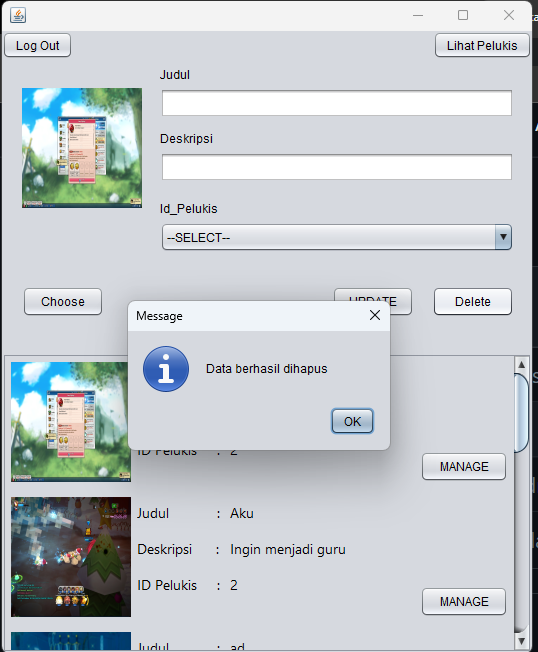 Log Out
Lihat Pelukis
Judul
Deskripsi
Id_Pelukis
--SELECT--
Choose
UPDATE
Delete
Message
Data berhasil dihapus
OK
ID Pelukis : 2
MANAGE
Judul : Aku
Deskripsi : Ingin menjadi guru
ID Pelukis : 2
MANAGE
Judul : ad